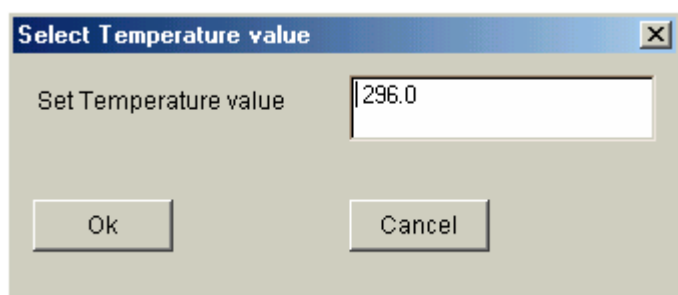 Select Temperature value
Set Temperature value
296.0
Ok
Cancel